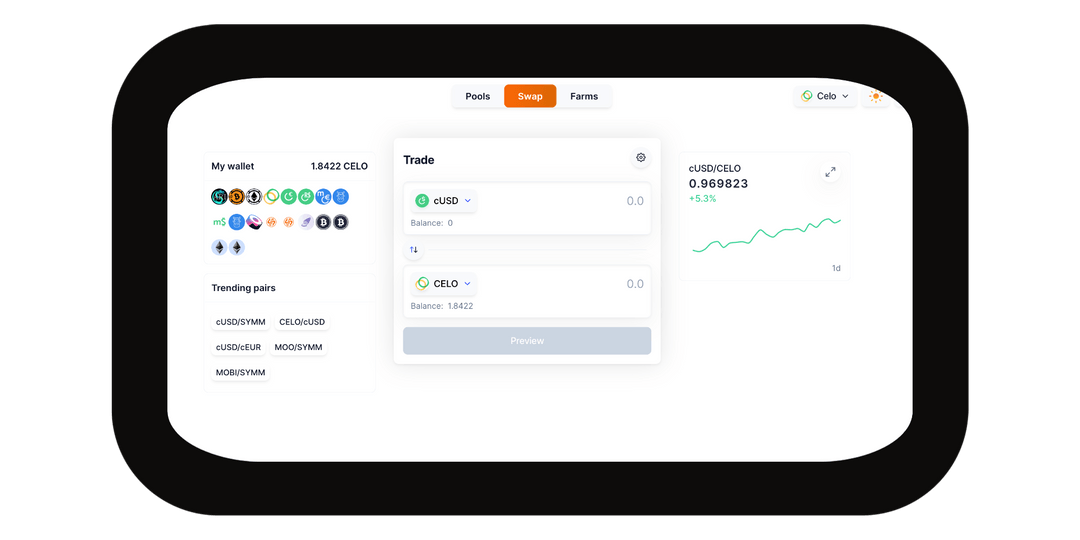 Pools Swap Farms
Celo
My wallet 1.8422 CELO
m$
Trending pairs
cUSD/SYMM CELO/cUSD
cUSD/cEUR MOO/SYMM
MOBI/SYMM
Trade
cUSD 0.0
Balance: 0
CELO 0.0
Balance: 1.8422
Preview
cUSD/CELO
0.969823
+5.3%
1d